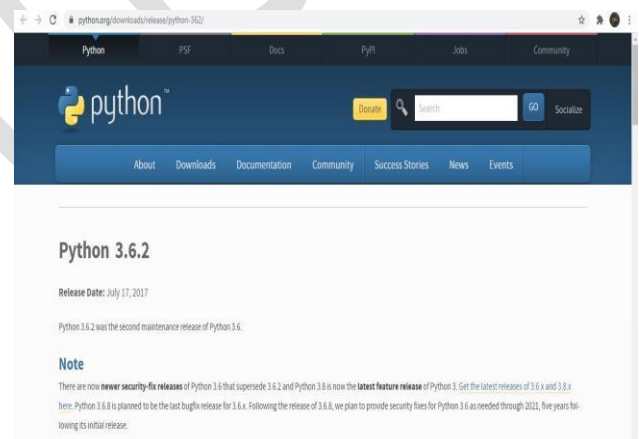 python.org/downloads/release/python-362/
Python PSF Docs PyPI Jobs Community
python™
Donate Search GO Socialize
About Downloads Documentation Community Success Stories News Events
Python 3.6.2
Release Date: July 17, 2017
Python 3.6.2 was the second maintenance release of Python 3.6.
Note
There are now newer security-fix releases of Python 3.6 that supersede 3.6.2 and Python 3.8 is now the latest feature release of Python 3. Get the latest releases of 3.6.x and 3.8.x
here. Python 3.6.8 is planned to be the last bugfix release for 3.6.x. Following the release of 3.6.8, we plan to provide security fixes for Python 3.6 as needed through 2021, five years fol-
lowing its initial release.